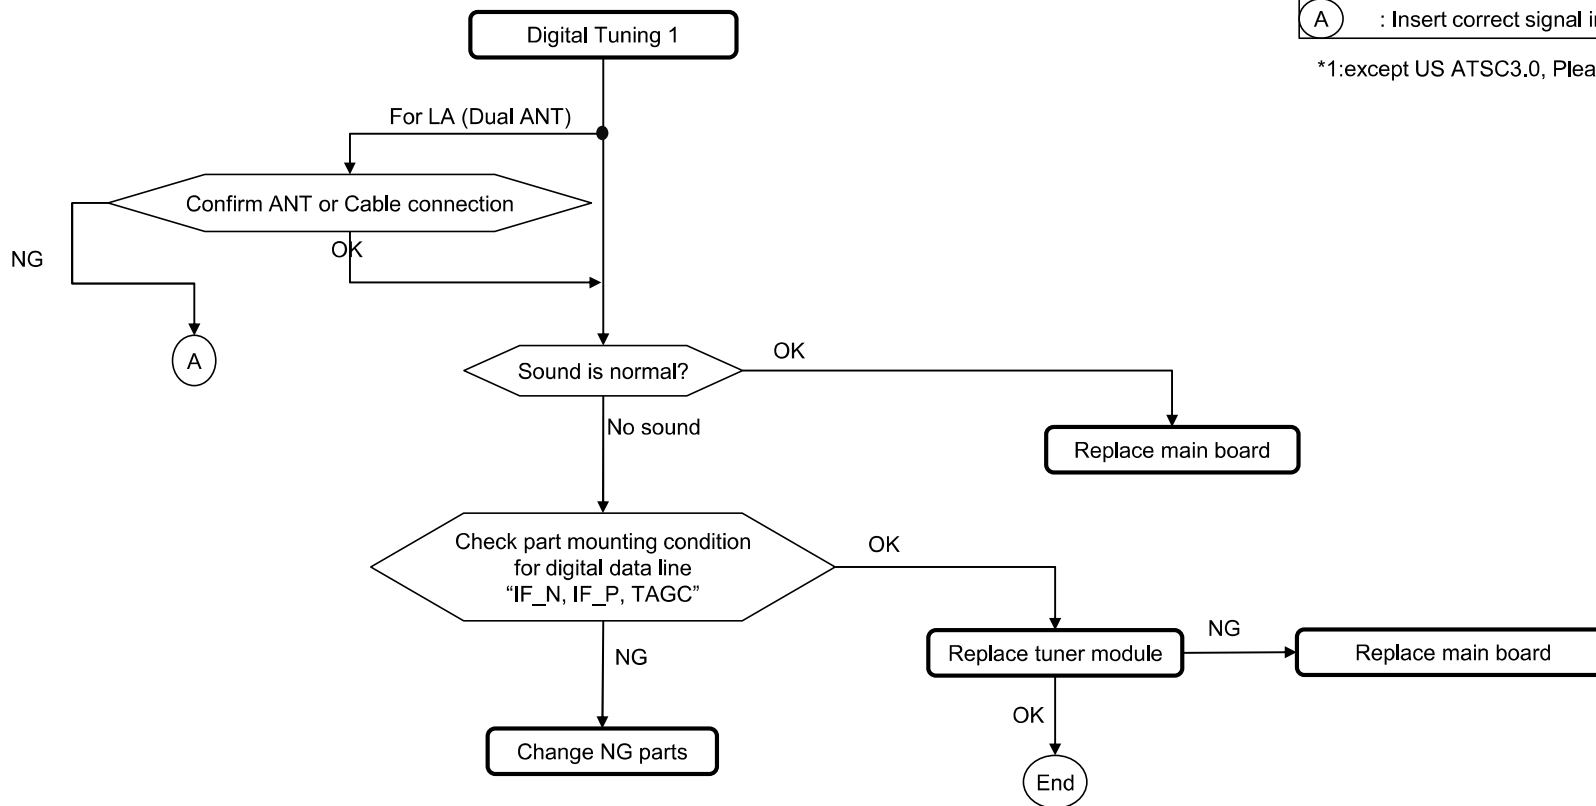 Digital Tuning 1
A : Insert correct signal
*1:except US ATSC3.0,
For LA (Dual ANT)
Confirm ANT or Cable connection
NG
OK
A
Sound is normal?
OK
No sound
Replace main board
Check part mounting condition
for digital data line
“IF_N, IF_P, TAGC”
OK
NG
Replace tuner module
NG
Replace main board
OK
Change NG parts
End